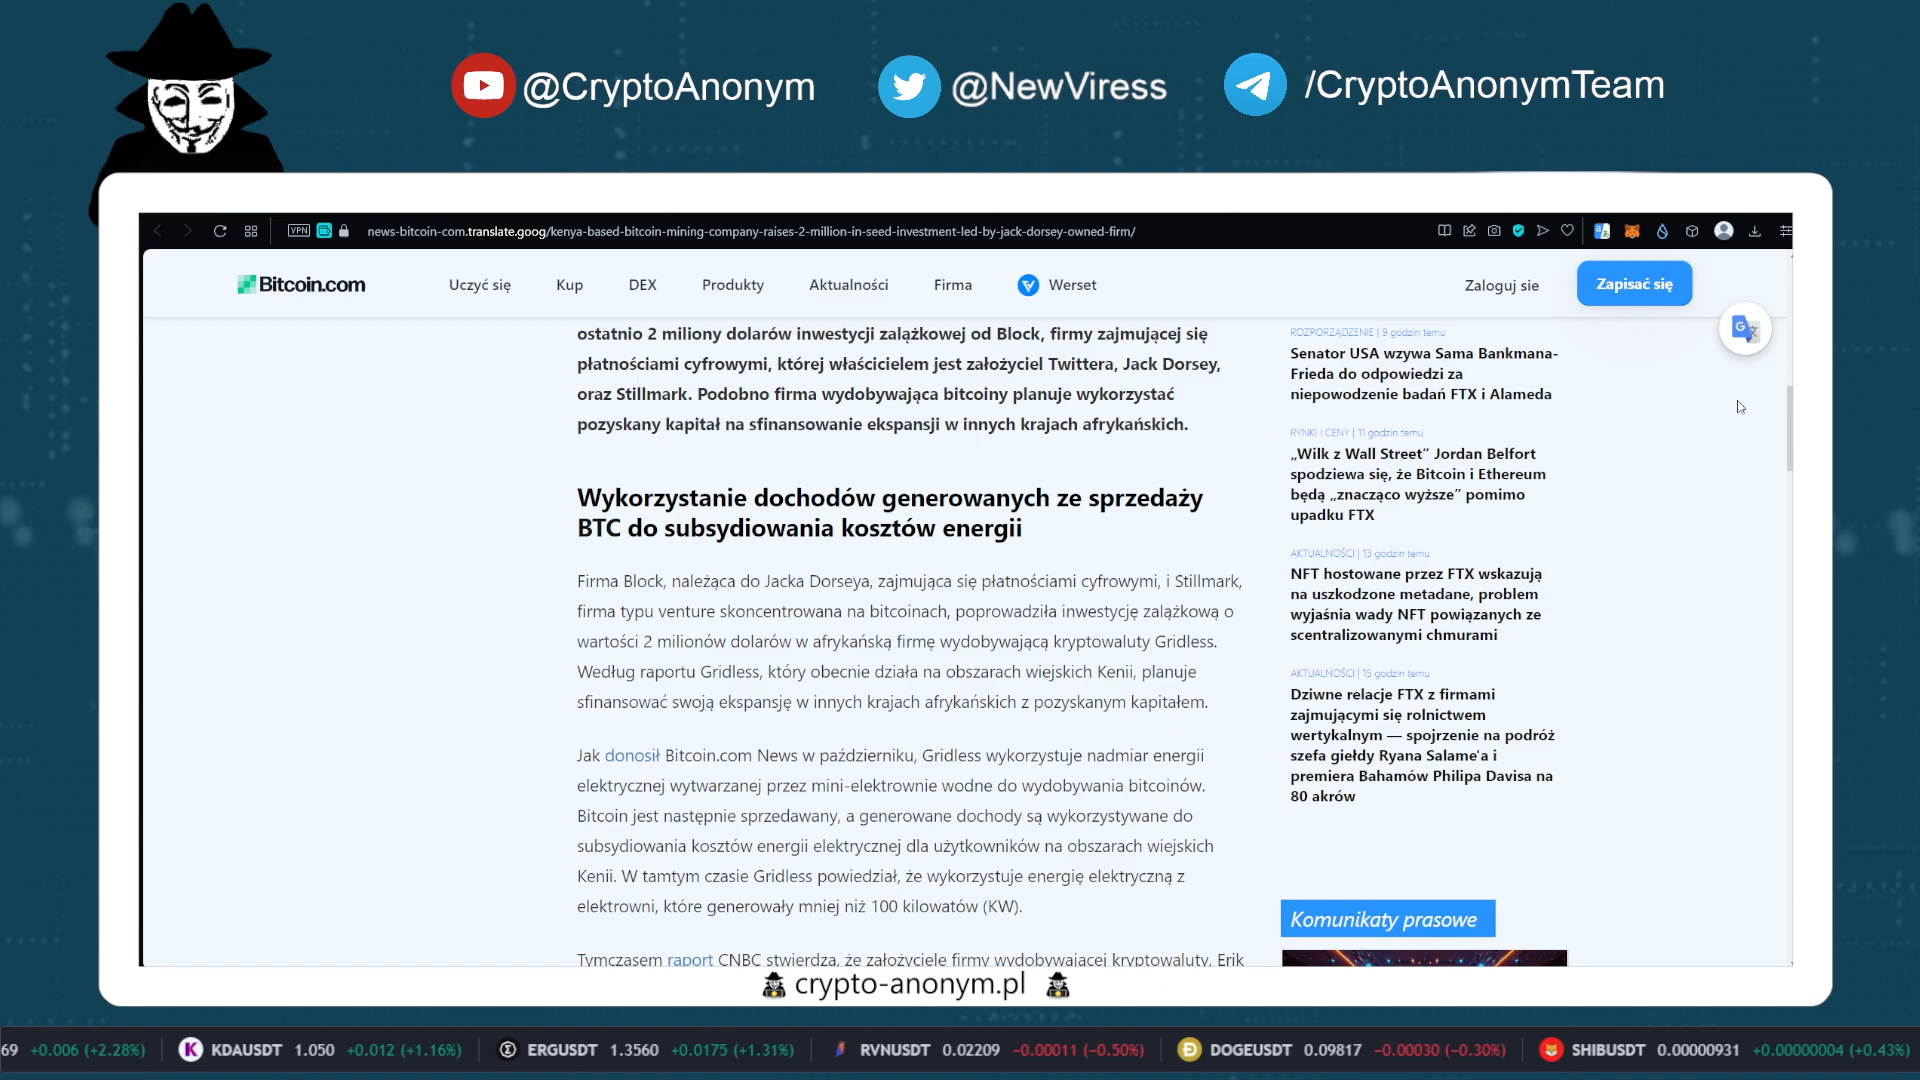 @CryptoAnonym
@NewViress
/CryptoAnonymTeam
VPN
news-bitcoin-com.translate.goog/kenya-based-bitcoin-mining-company-raises-2-million-in-seed-investment-led-by-jack-dorsey-owned-firm/
Bitcoin.com
Uczyć się
Kup
DEX
Produkty
Aktualności
Firma
Werset
Zaloguj sie
Zapisać się
ostatnio 2 miliony dolarów inwestycji zalążkowej od Block, firmy zajmującej się
płatnościami cyfrowymi, której właścicielem jest założyciel Twittera, Jack Dorsey,
oraz Stillmark. Podobno firma wydobywająca bitcoiny planuje wykorzystać
pozyskany kapitał na sfinansowanie ekspansji w innych krajach afrykańskich.
Wykorzystanie dochodów generowanych ze sprzedaży
BTC do subsydiowania kosztów energii
Firma Block, należąca do Jacka Dorseya, zajmująca się płatnościami cyfrowymi, i Stillmark,
firma typu venture skoncentrowana na bitcoinach, poprowadziła inwestycję zalążkową o
wartości 2 milionów dolarów w afrykańską firmę wydobywającą kryptowaluty Gridless.
Według raportu Gridless, który obecnie działa na obszarach wiejskich Kenii, planuje
sfinansować swoją ekspansję w innych krajach afrykańskich z pozyskanym kapitałem.
Jak donosił Bitcoin.com News w październiku, Gridless wykorzystuje nadmiar energii
elektrycznej wytwarzanej przez mini-elektrownie wodne do wydobywania bitcoinów.
Bitcoin jest następnie sprzedawany, a generowane dochody są wykorzystywane do
subsydiowania kosztów energii elektrycznej dla użytkowników na obszarach wiejskich
Kenii. W tamtym czasie Gridless powiedział, że wykorzystuje energię elektryczną z
elektrowni, które generowały mniej niż 100 kilowatów (KW).
Tymczasem raport CNBC stwierdza, że założyciele firmy wydobywającej kryptowaluty, Erik
ROZPORZĄDZENIE | 9 godzin temu
Senator USA wzywa Sama Bankmana-
Frieda do odpowiedzi za
niepowodzenie badań FTX i Alameda
RYNKI I CENY | 11 godzin temu
„Wilk z Wall Street” Jordan Belfort
spodziewa się, że Bitcoin i Ethereum
będą „znacząco wyższe” pomimo
upadku FTX
AKTUALNOŚCI | 13 godzin temu
NFT hostowane przez FTX wskazują
na uszkodzone metadane, problem
wyjaśnia wady NFT powiązanych ze
scentralizowanymi chmurami
AKTUALNOŚCI | 15 godzin temu
Dziwne relacje FTX z firmami
zajmującymi się rolnictwem
wertykalnym — spojrzenie na podróż
szefa giełdy Ryana Salame'a i
premiera Bahamów Philipa Davisa na
80 akrów
Komunikaty prasowe
crypto-anonym.pl
69 +0.006 (+2.28%)
KDAUSDT 1.050 +0.012 (+1.16%)
ERGUSDT 1.3560 +0.0175 (+1.31%)
RVNUSDT 0.02209 −0.00011 (−0.50%)
DOGEUSDT 0.09817 −0.00030 (−0.30%)
SHIBUSDT 0.00000931 +0.00000004 (+0.43%)